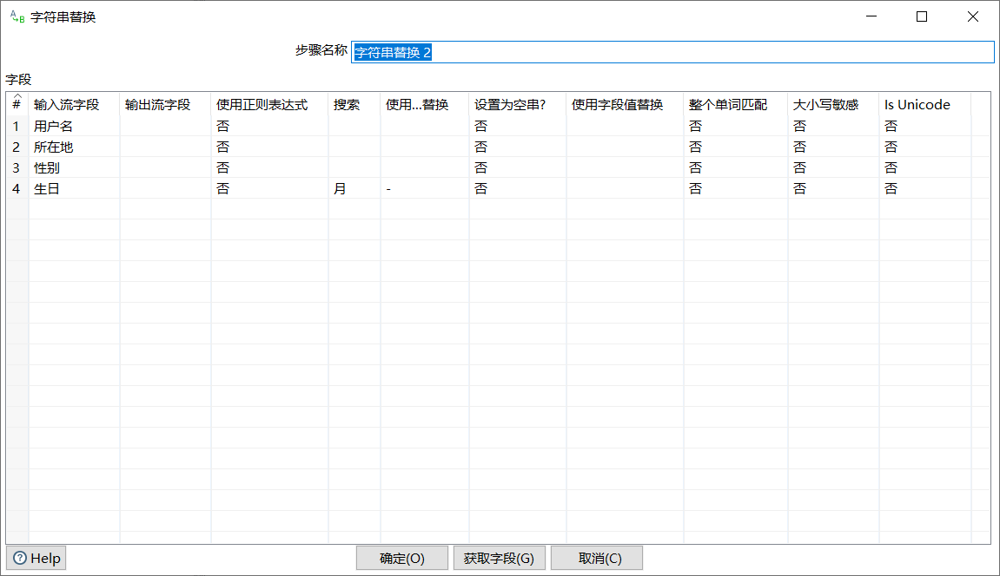 字符串替换
步骤名称 字符串替换 2
字段
# 输入流字段 输出流字段 使用正则表达式 搜索 使用...替换 设置为空串? 使用字段值替换 整个单词匹配 大小写敏感 Is Unicode
1 用户名 否 否 否 否 否
2 所在地 否 否 否 否 否
3 性别 否 否 否 否 否
4 生日 否 月 - 否 否 否 否
Help 确定(O) 获取字段(G) 取消(C)